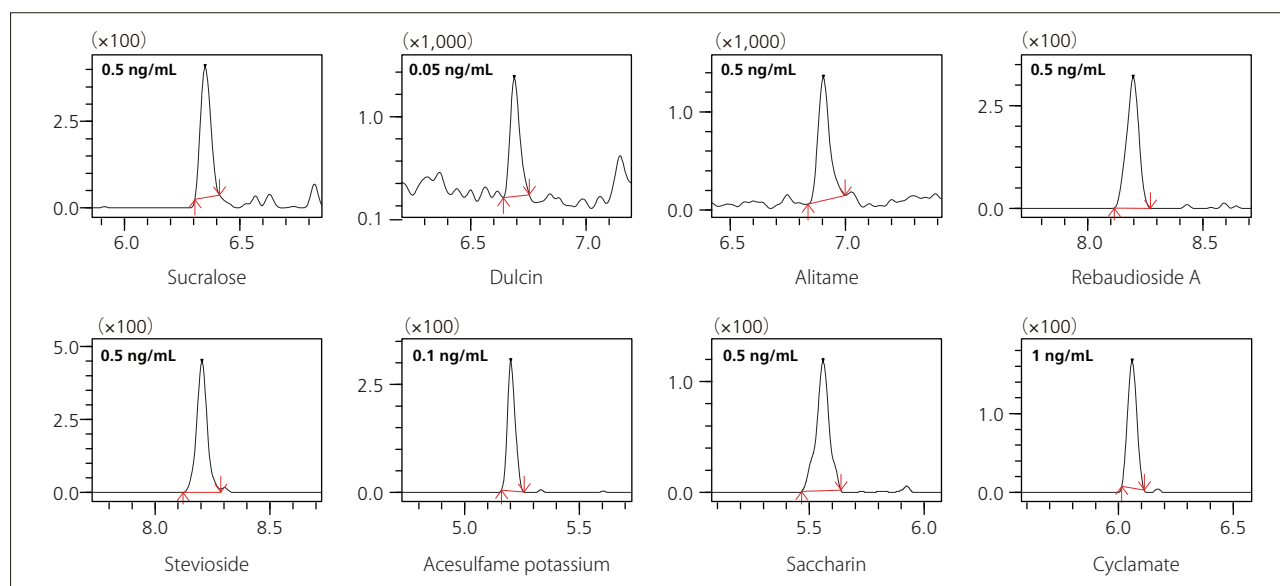 (×100) (×1,000) (×1,000) (×100)
0.5 ng/mL 0.05 ng/mL 0.5 ng/mL 0.5 ng/mL
2.5 1.0 1.0 2.5
0.0 0.1 0.0 0.0
6.0 6.5 6.5 7.0 6.5 7.0 8.0 8.5
Sucralose Dulcin Alitame Rebaudioside A
(×100) (×100) (×100) (×100)
5.0 0.5 ng/mL 0.1 ng/mL 0.5 ng/mL 1 ng/mL
2.5 2.5 1.0 1.0
0.0 0.0 0.0 0.0
8.0 8.5 5.0 5.5 5.5 6.0 6.0 6.5
Stevioside Acesulfame potassium Saccharin Cyclamate